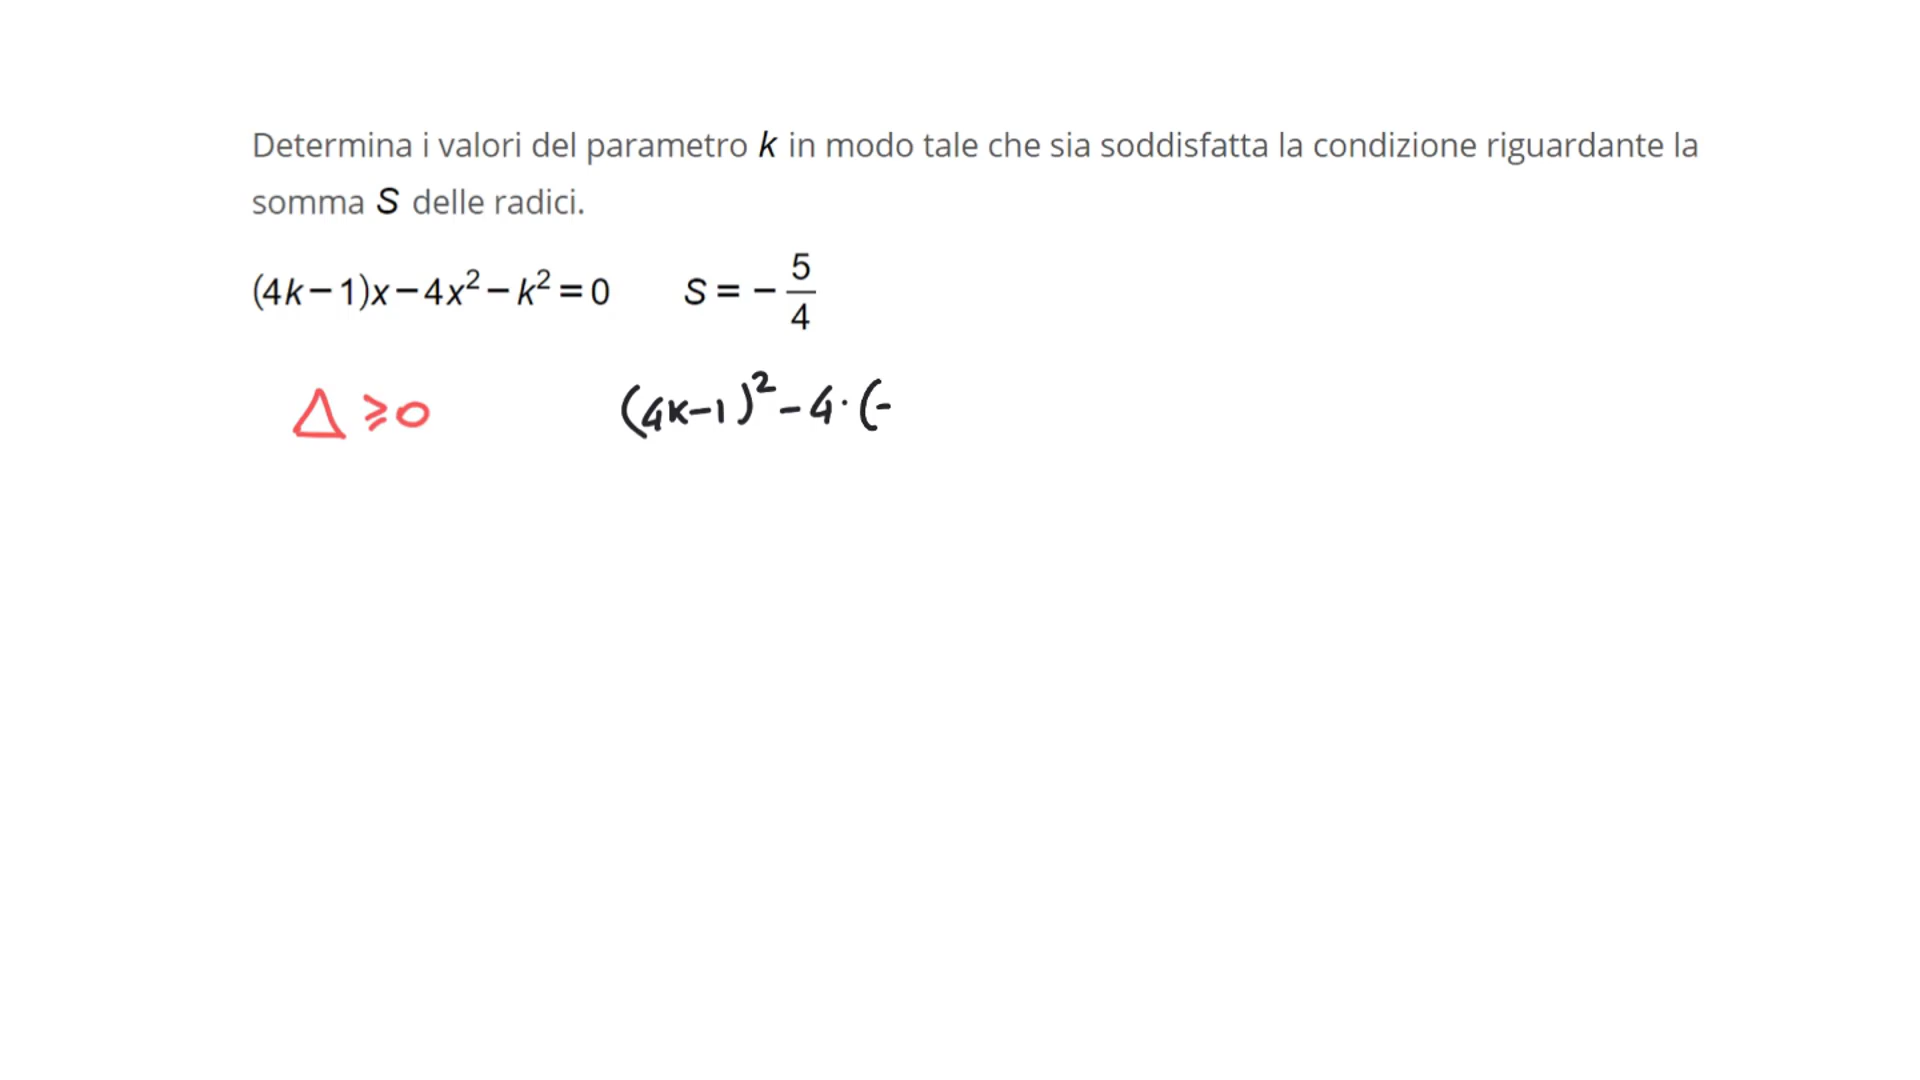 Determina i valori del parametro k in modo tale che sia soddisfatta la condizione riguardante la
somma S delle radici.
(4k−1)x−4x²−k²=0 S=−5/4
Δ⩾0 (4k−1)²−4·(−